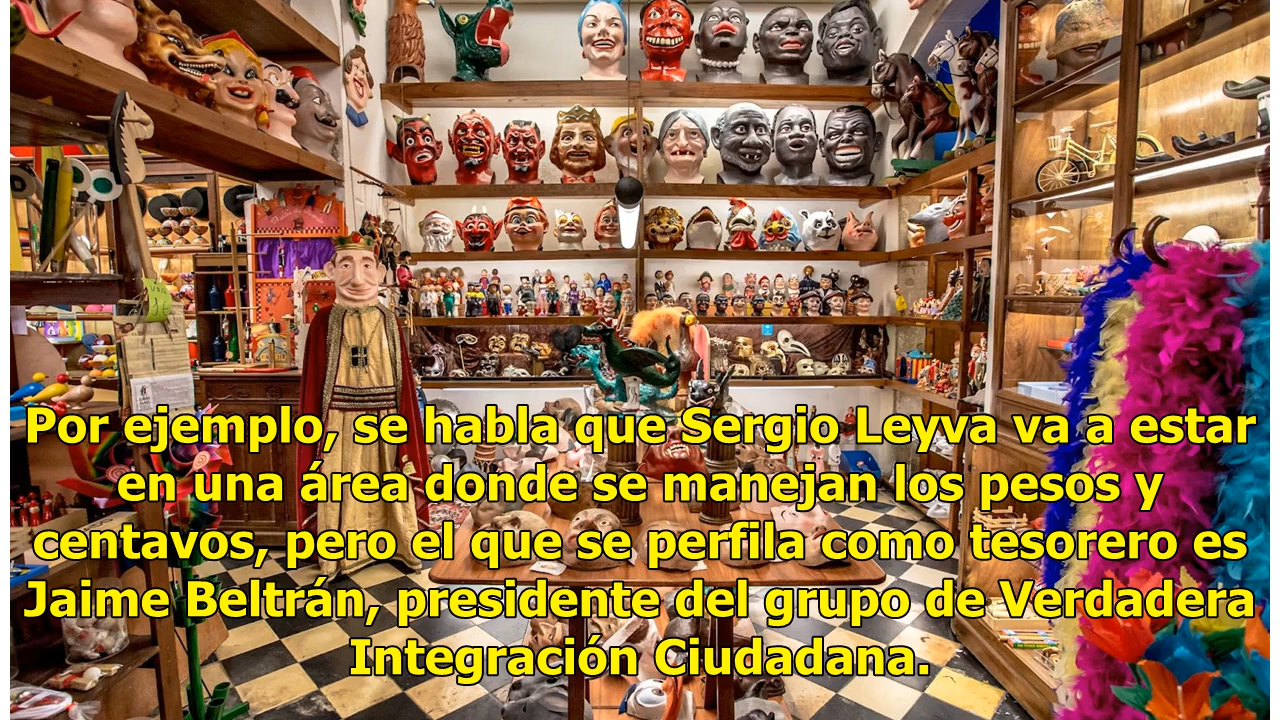 Por ejemplo, se habla que Sergio Leyva va a estar
en una área donde se manejan los pesos y
centavos, pero el que se perfila como tesorero es
Jaime Beltrán, presidente del grupo de Verdadera
Integración Ciudadana.